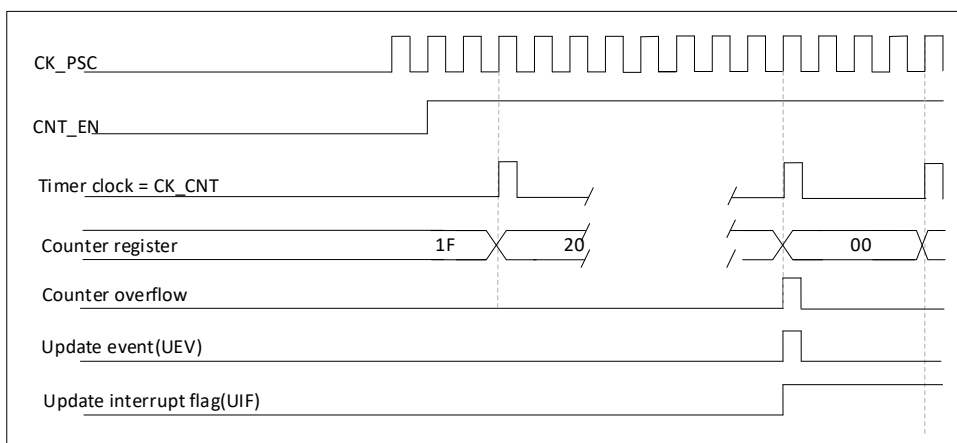 CK_PSC
CNT_EN
Timer clock = CK_CNT
Counter register 1F 20 00
Counter overflow
Update event(UEV)
Update interrupt flag(UIF)